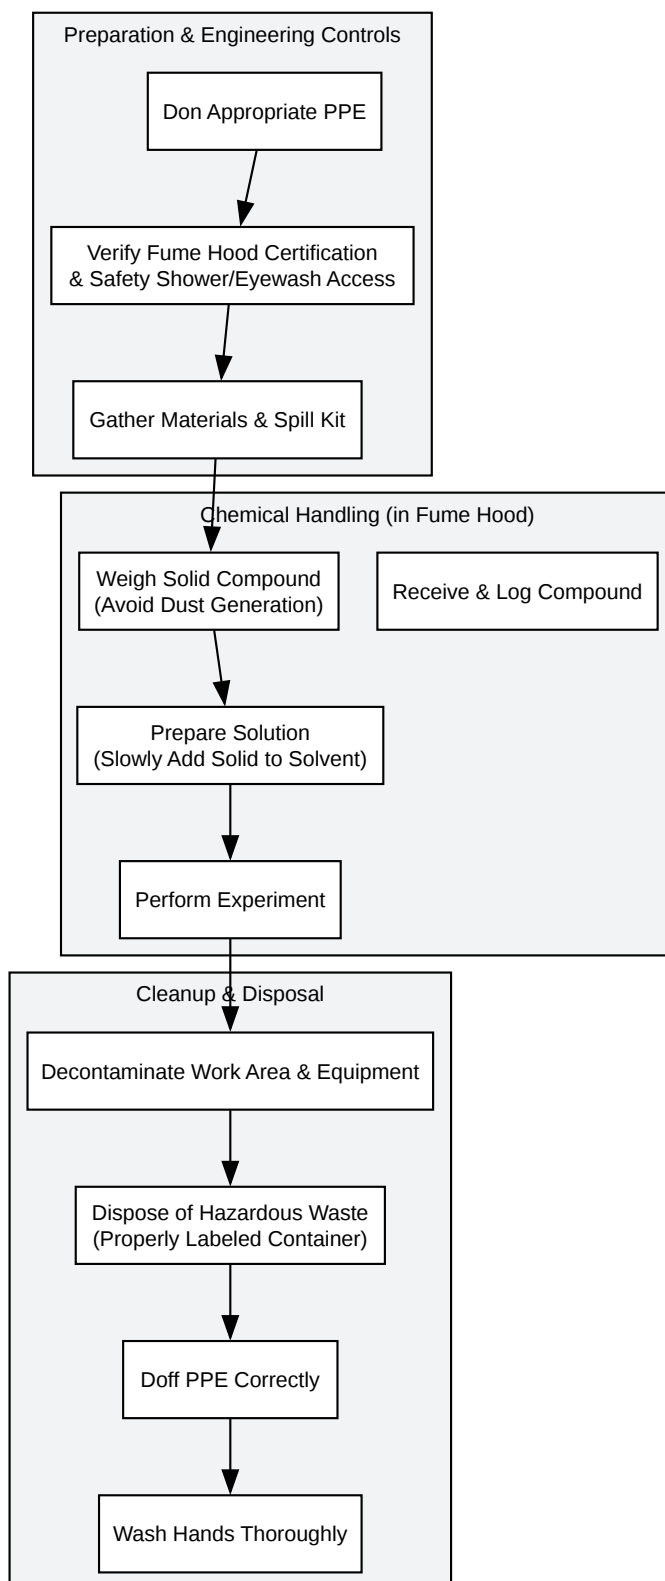 Preparation & Engineering Controls
Don Appropriate PPE
Verify Fume Hood Certification
& Safety Shower/Eyewash Access
Gather Materials & Spill Kit
Chemical Handling (in Fume Hood)
Weigh Solid Compound
(Avoid Dust Generation)
Receive & Log Compound
Prepare Solution
(Slowly Add Solid to Solvent)
Perform Experiment
Cleanup & Disposal
Decontaminate Work Area & Equipment
Dispose of Hazardous Waste
(Properly Labeled Container)
Doff PPE Correctly
Wash Hands Thoroughly